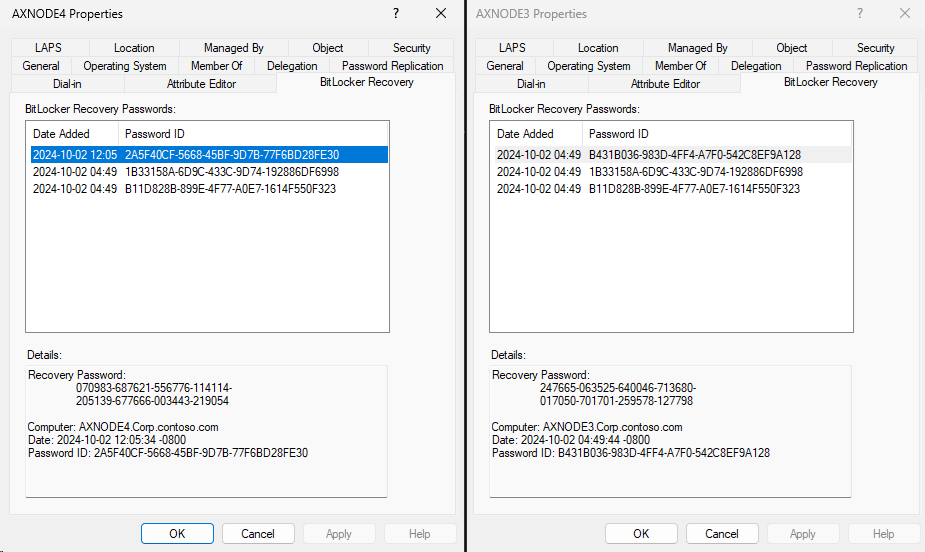 AXNODE4 Properties
?
LAPS Location Managed By Object Security
General Operating System Member Of Delegation Password Replication
Dial-in Attribute Editor BitLocker Recovery
BitLocker Recovery Passwords:
Date Added Password ID
2024-10-02 12:05 2A5F40CF-5668-45BF-9D7B-77F6BD28FE30
2024-10-02 04:49 1B33158A-6D9C-433C-9D74-192886DF6998
2024-10-02 04:49 B11D828B-899E-4F77-A0E7-1614F550F323
Details:
Recovery Password:
070983-687621-556776-114114-
205139-677666-003443-219054
Computer: AXNODE4.Corp.contoso.com
Date: 2024-10-02 12:05:34 -0800
Password ID: 2A5F40CF-5668-45BF-9D7B-77F6BD28FE30
OK Cancel Apply Help
AXNODE3 Properties
?
LAPS Location Managed By Object Security
General Operating System Member Of Delegation Password Replication
Dial-in Attribute Editor BitLocker Recovery
BitLocker Recovery Passwords:
Date Added Password ID
2024-10-02 04:49 B431B036-983D-4FF4-A7F0-542C8EF9A128
2024-10-02 04:49 1B33158A-6D9C-433C-9D74-192886DF6998
2024-10-02 04:49 B11D828B-899E-4F77-A0E7-1614F550F323
Details:
Recovery Password:
247665-063525-640046-713680-
017050-701701-259578-127798
Computer: AXNODE3.Corp.contoso.com
Date: 2024-10-02 04:49:44 -0800
Password ID: B431B036-983D-4FF4-A7F0-542C8EF9A128
OK Cancel Apply Help